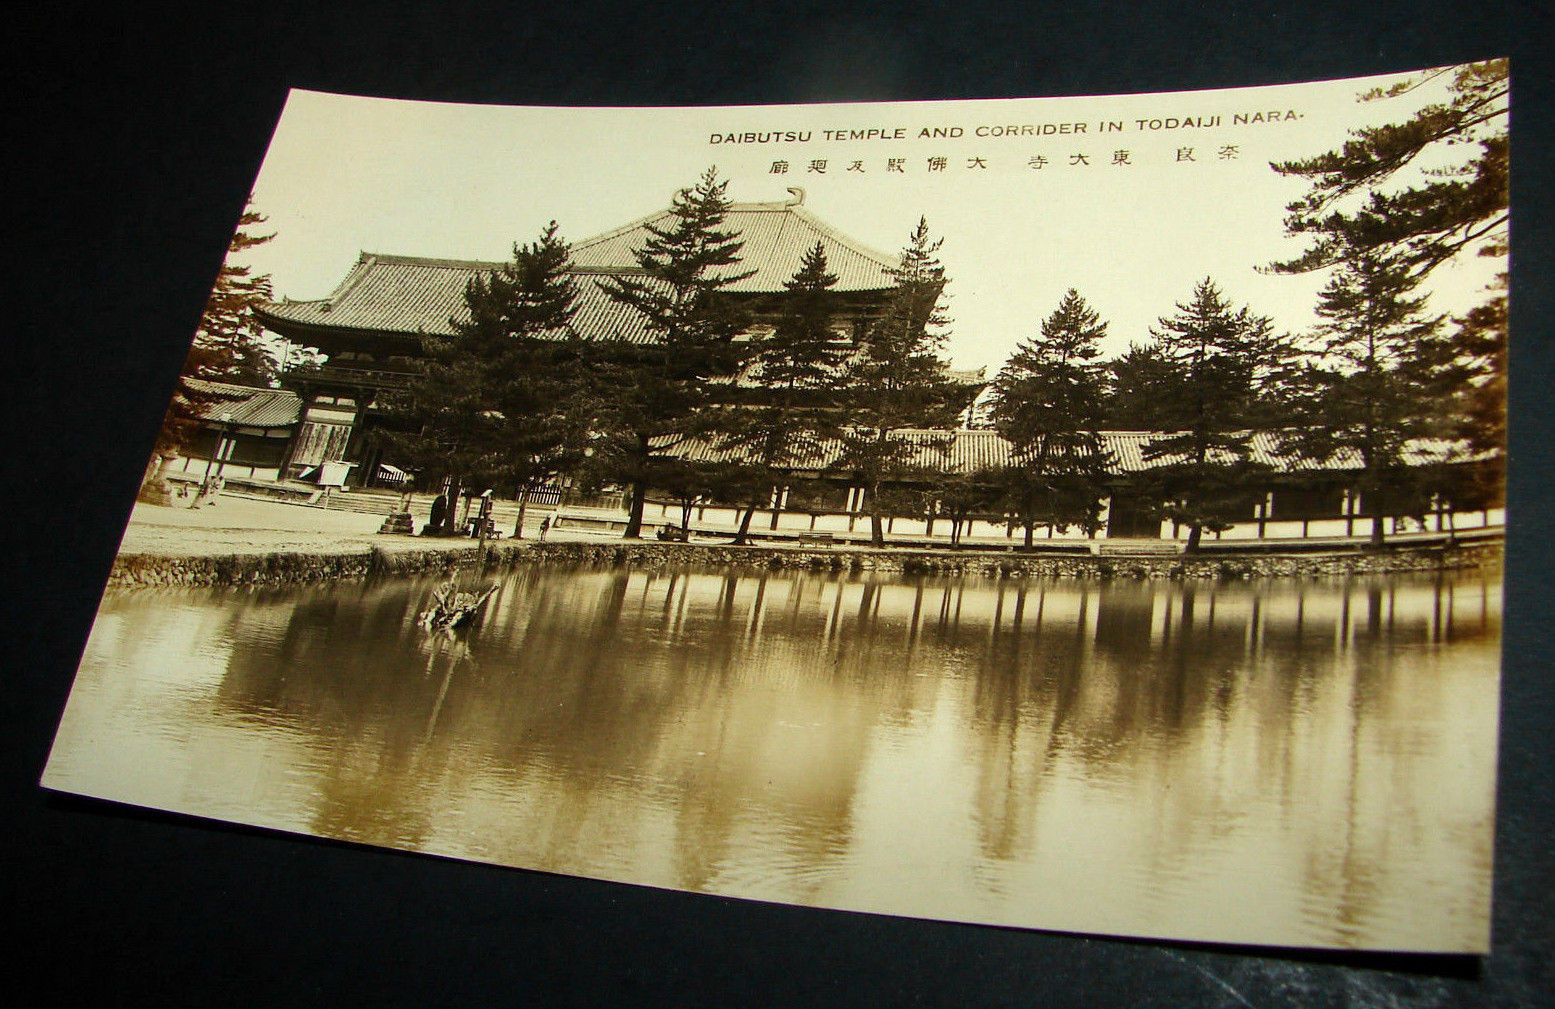 DAIBUTSU TEMPLE AND CORRIDER IN TODAIJI NARA.
奈良 東大寺 大佛殿及廻廊